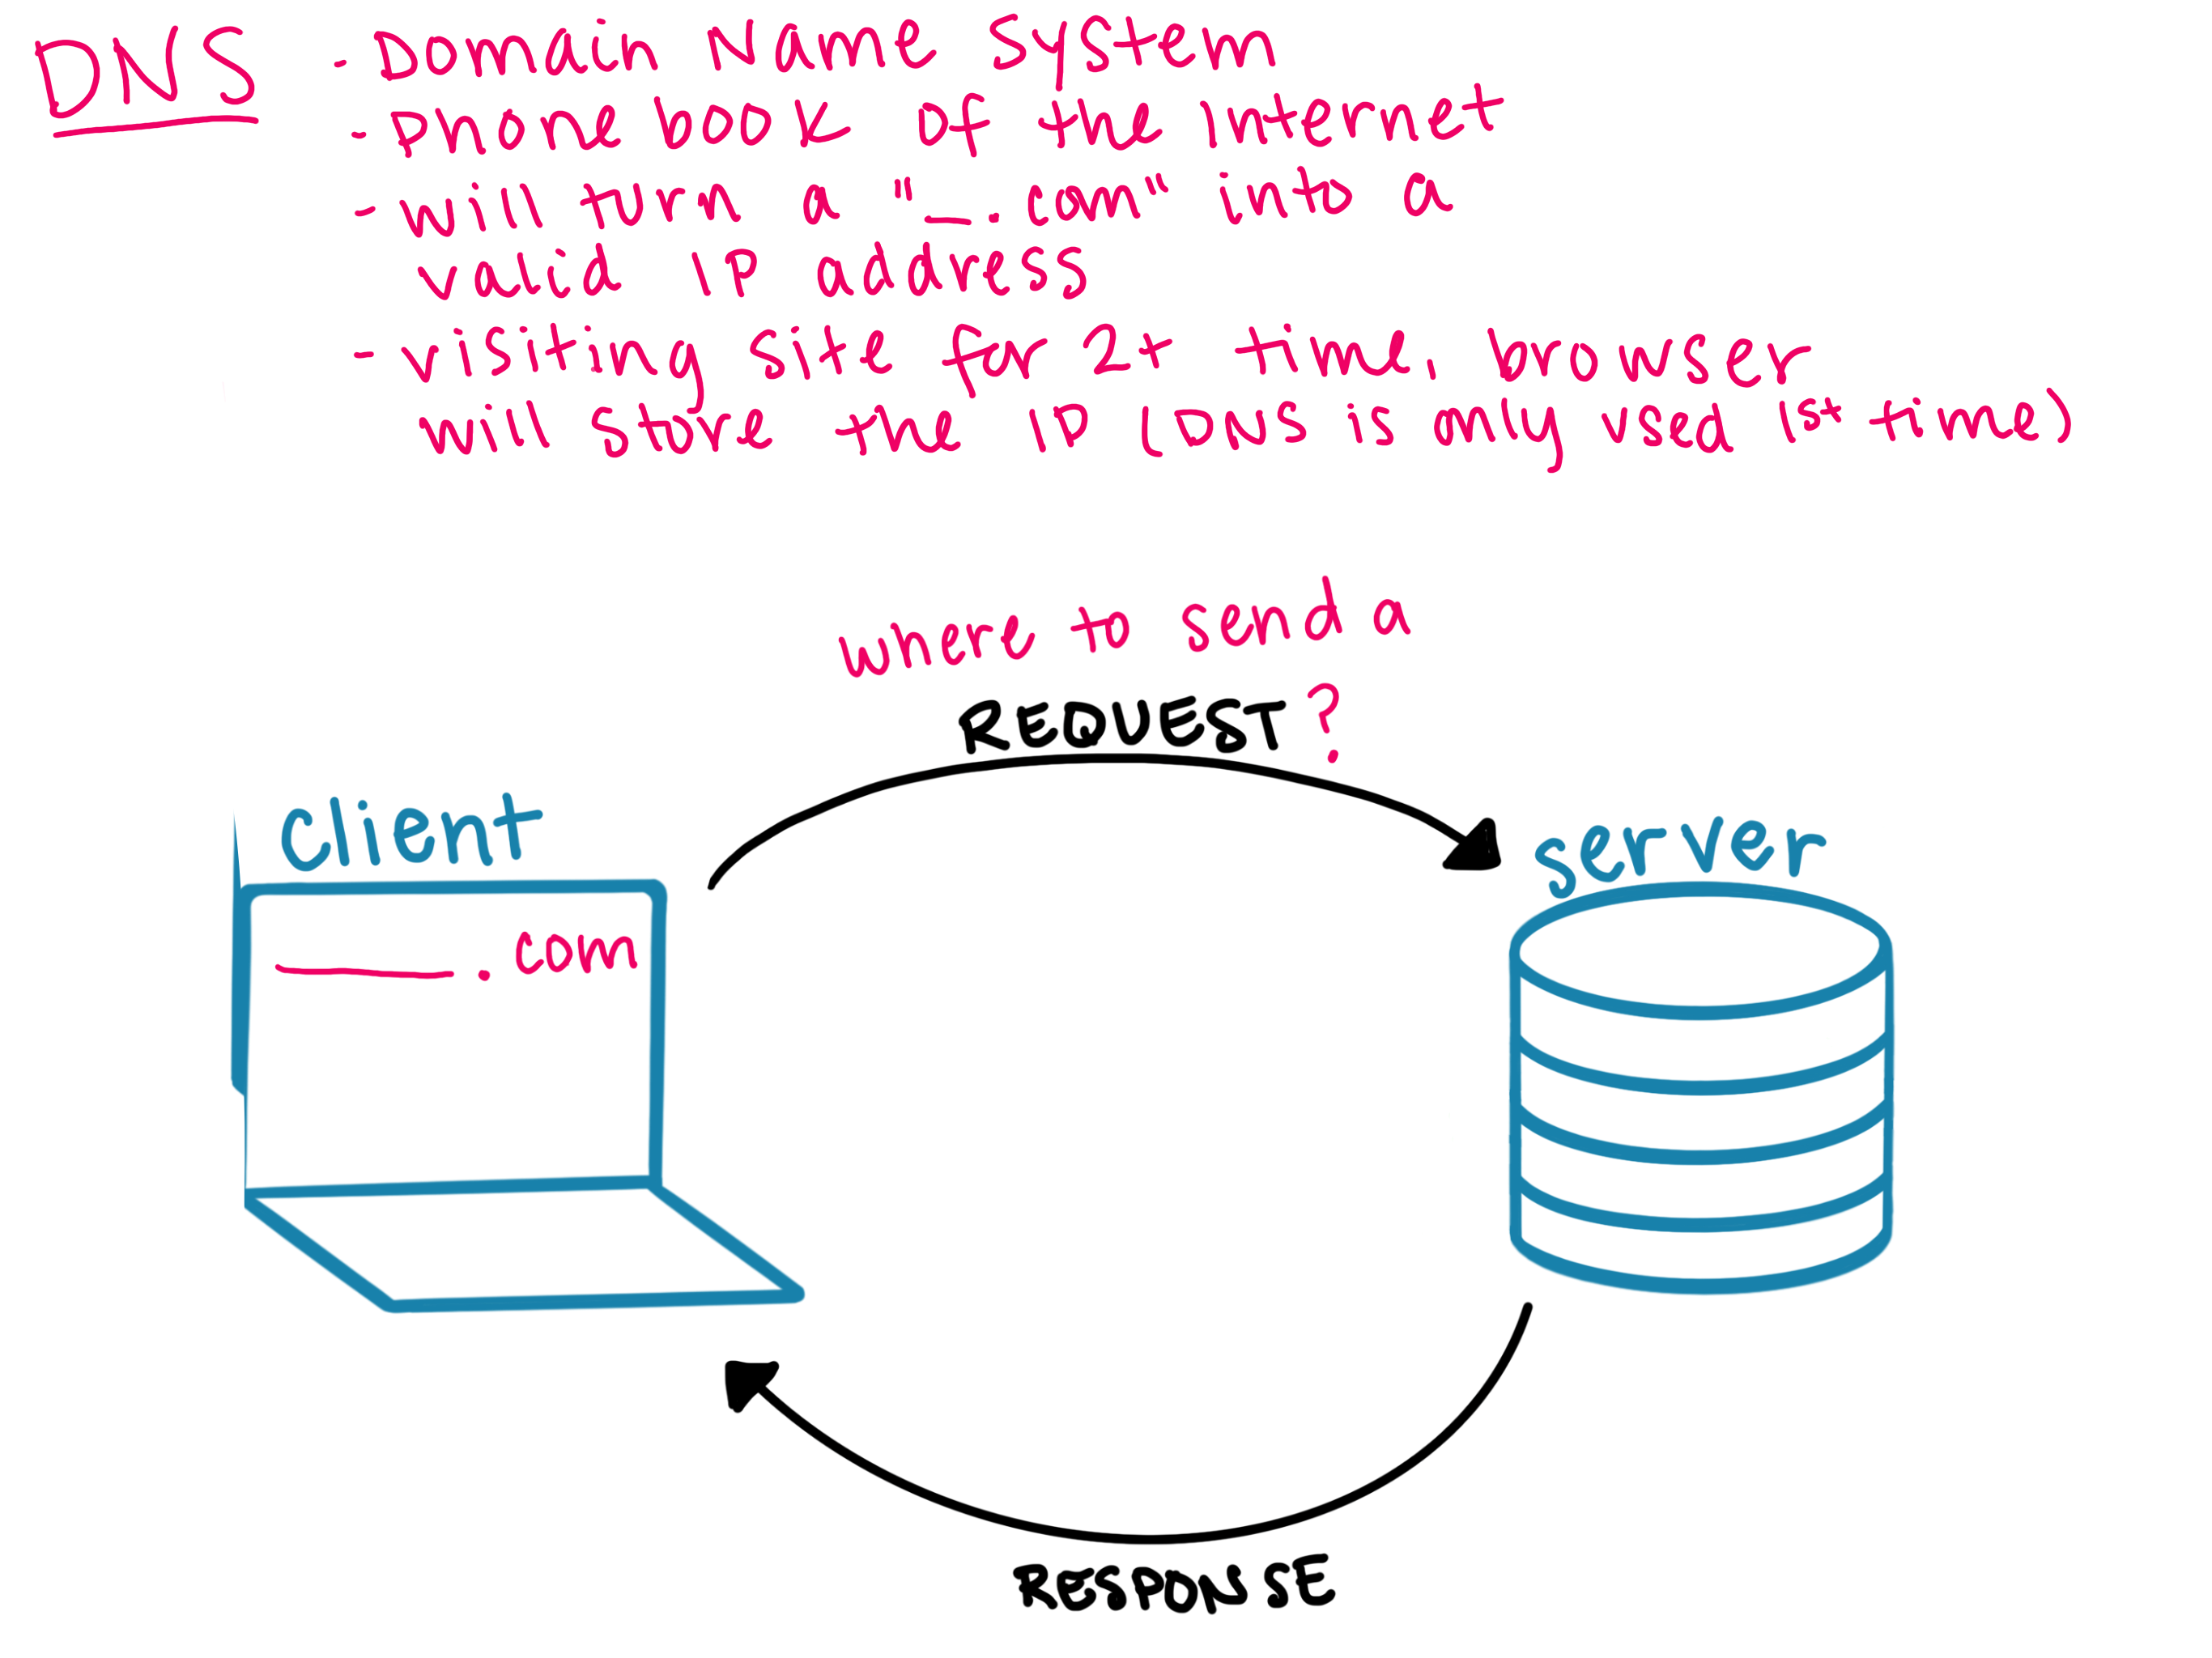 DNS
- Domain Name System
- Phone book of the internet
- will turn a "_.com" into a
valid IP address
- visiting site for 2+ time, browser
will store the IP (DNS is only used 1st time)
where to send a
REQUEST?
client
server
______.com
RESPONSE